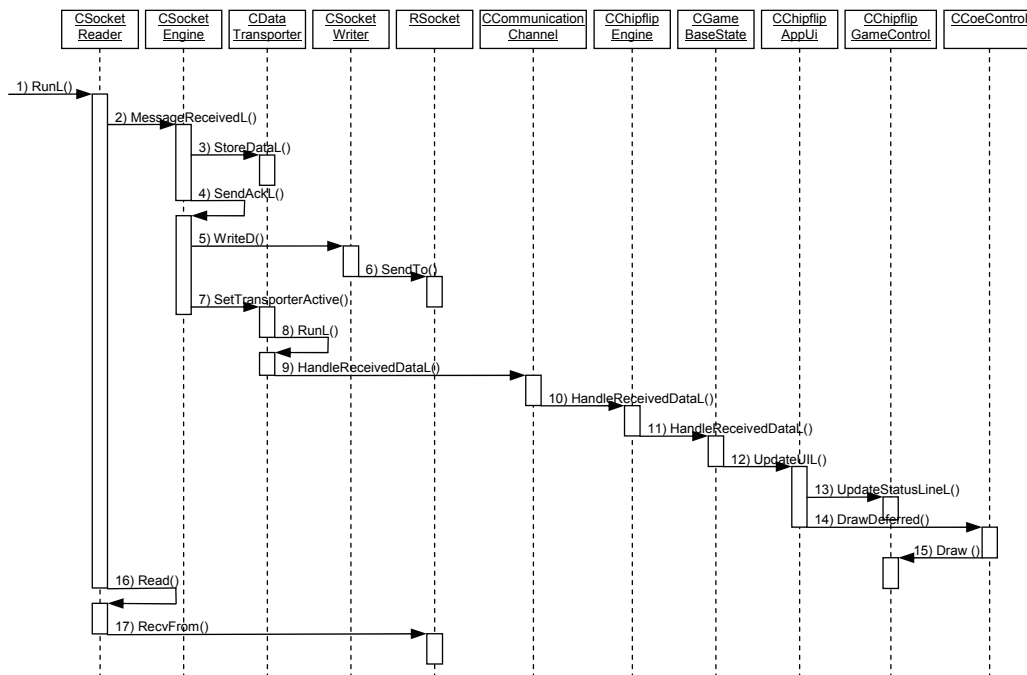 CSocket
Reader
CSocket
Engine
CData
Transporter
CSocket
Writer
RSocket
CCommunication
Channel
CChipflip
Engine
CGame
BaseState
CChipflip
AppUi
CChipflip
GameControl
CCoeControl
1) RunL()
2) MessageReceivedL()
3) StoreDataL()
4) SendAckL()
5) WriteD()
6) SendTo()
7) SetTransporterActive()
8) RunL()
9) HandleReceivedDataL()
10) HandleReceivedDataL()
11) HandleReceivedDataL()
12) UpdateUIL()
13) UpdateStatusLineL()
14) DrawDeferred()
15) Draw ()
16) Read()
17) RecvFrom()